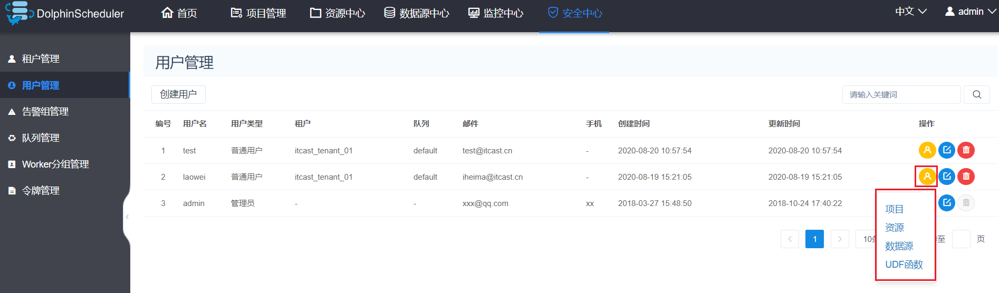 DolphinScheduler
首页
项目管理
资源中心
数据源中心
监控中心
安全中心
中文
admin
租户管理
用户管理
告警组管理
队列管理
Worker分组管理
令牌管理
用户管理
创建用户
请输入关键词
编号 用户名 用户类型 租户 队列 邮件 手机 创建时间 更新时间 操作
1 test 普通用户 itcast_tenant_01 default test@itcast.cn - 2020-08-20 10:57:54 2020-08-20 10:57:54
2 laowei 普通用户 itcast_tenant_01 default iheima@itcast.cn - 2020-08-19 15:21:05 2020-08-19 15:21:05
3 admin 管理员 - - xxx@qq.com xx 2018-03-27 15:48:50 2018-10-24 17:40:22
项目
资源
数据源
UDF函数
1 10 至 页